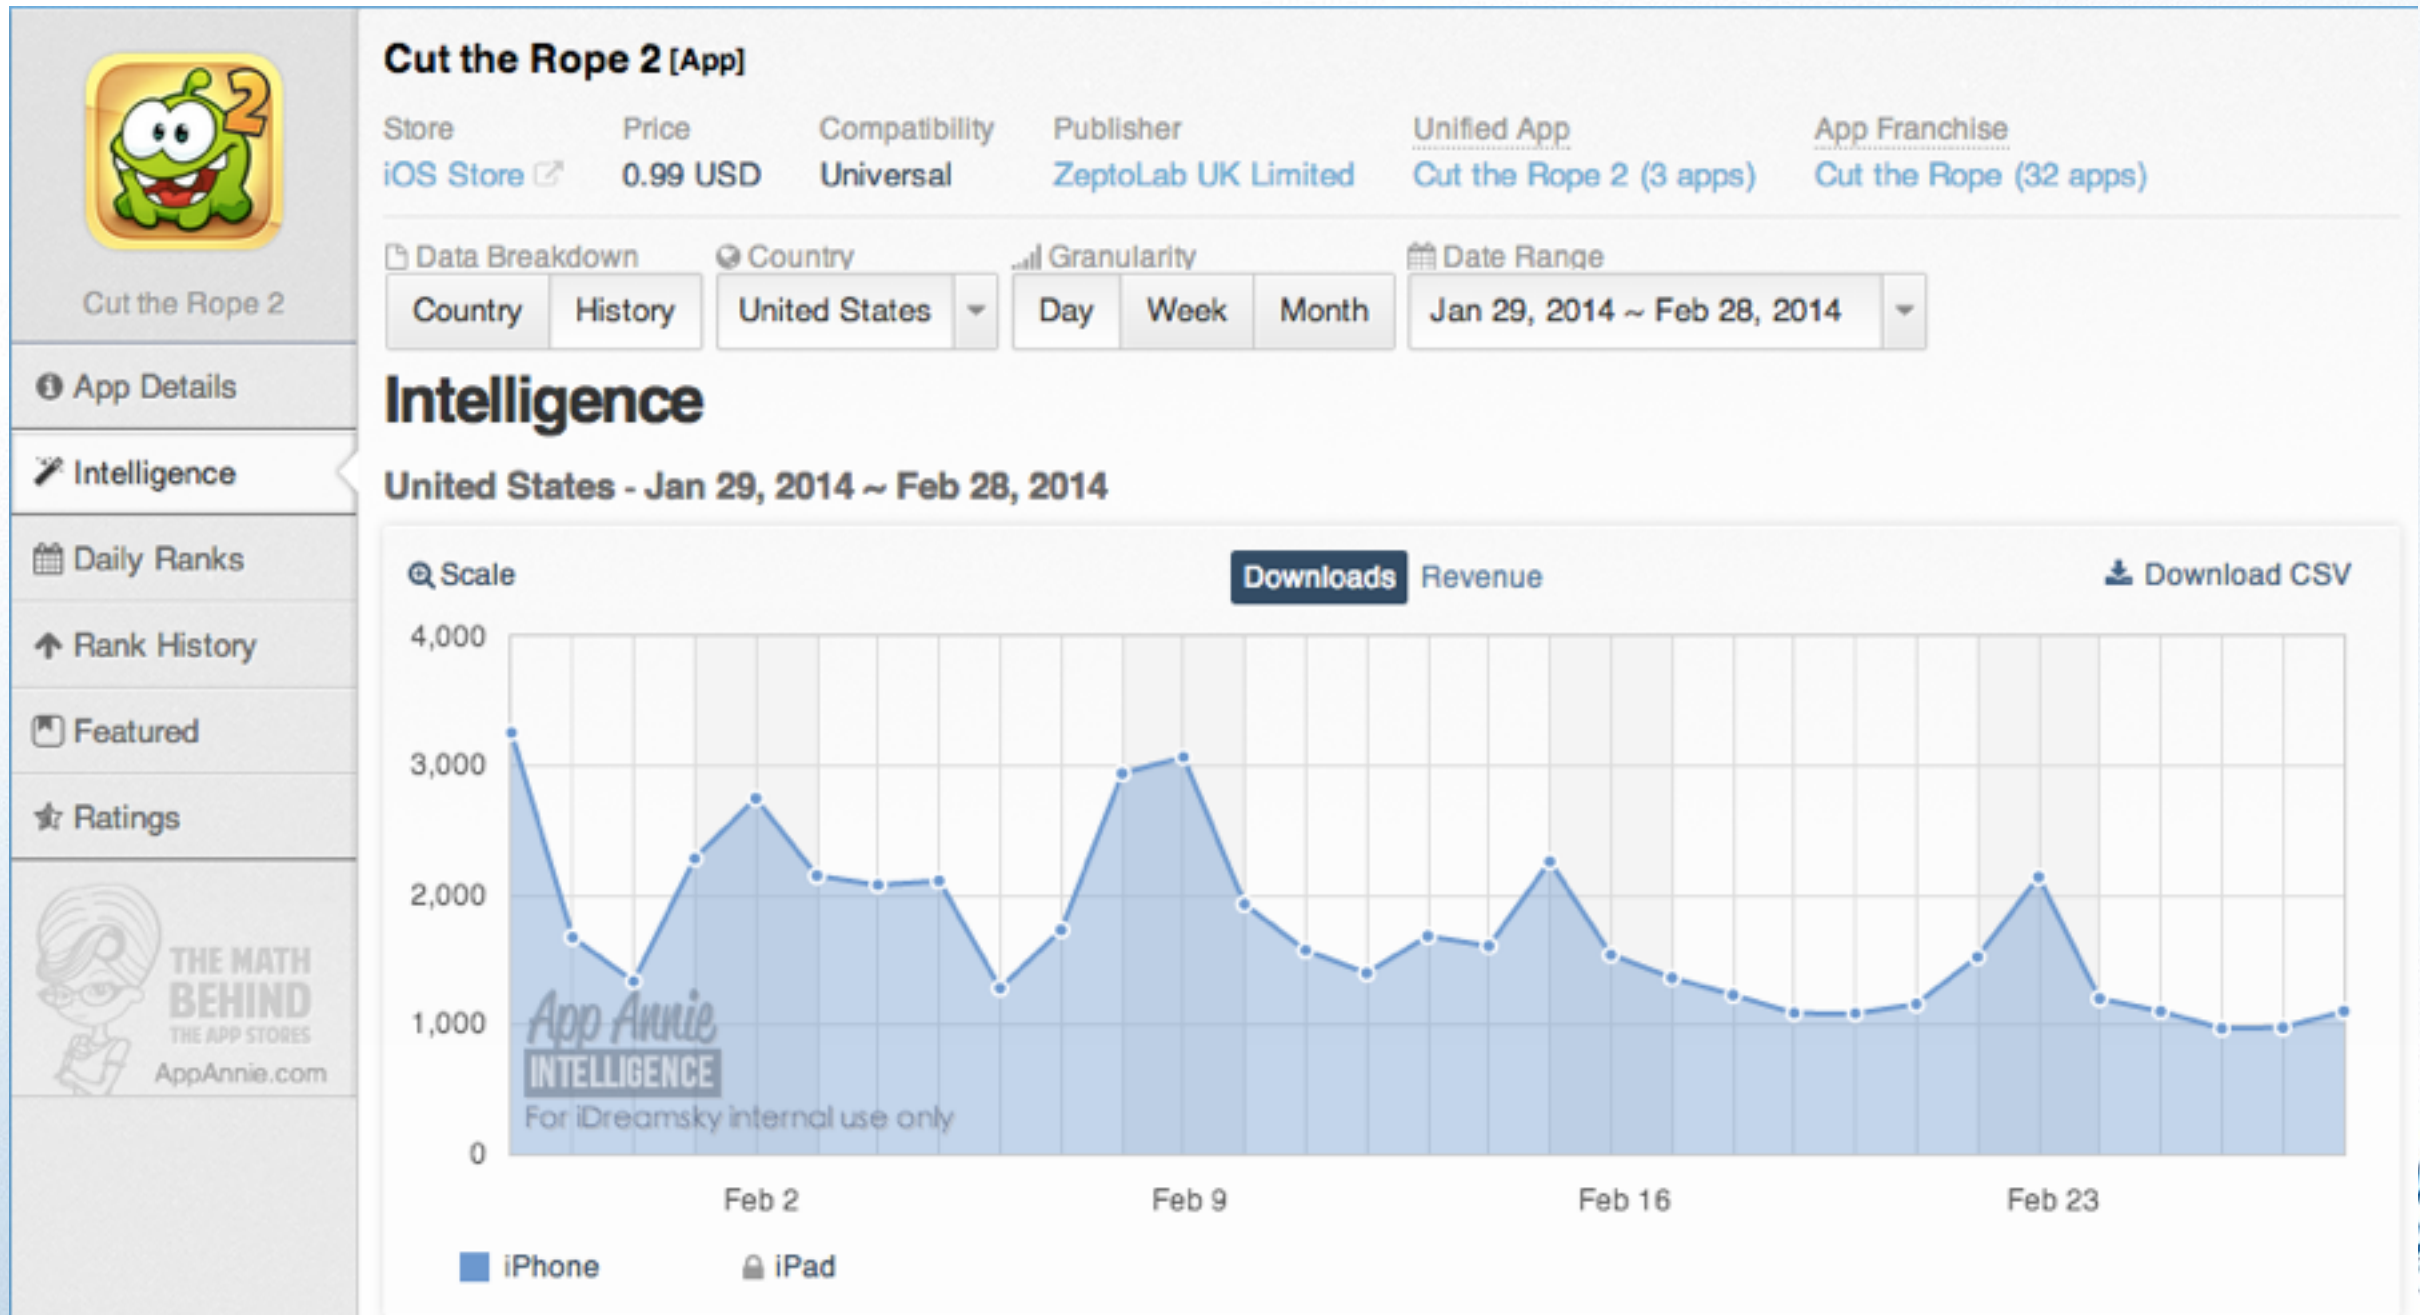 Cut the Rope 2 [App]
Store Price Compatibility Publisher Unified App App Franchise
iOS Store 0.99 USD Universal ZeptoLab UK Limited Cut the Rope 2 (3 apps) Cut the Rope (32 apps)
Data Breakdown Country Granularity Date Range
Country History United States Day Week Month Jan 29, 2014 ~ Feb 28, 2014
2
Cut the Rope 2
App Details
Intelligence
Daily Ranks
Rank History
Featured
Ratings
THE MATH
BEHIND
THE APP STORES
AppAnnie.com
Intelligence
United States - Jan 29, 2014 ~ Feb 28, 2014
Scale Downloads Revenue Download CSV
4,000
3,000
2,000
1,000
0
App Annie
INTELLIGENCE
For iDreamsky internal use only
Feb 2 Feb 9 Feb 16 Feb 23
iPhone iPad